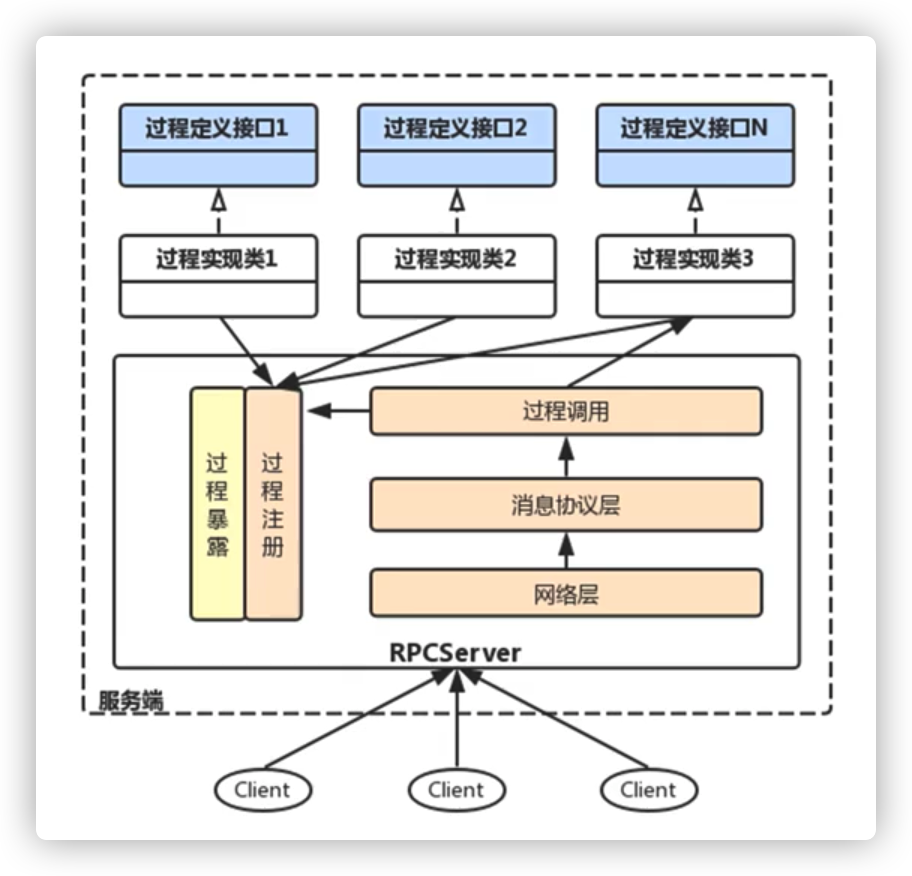 过程定义接口1
过程定义接口2
过程定义接口N
过程实现类1
过程实现类2
过程实现类3
过程暴露
过程注册
过程调用
消息协议层
网络层
RPCServer
服务端
Client
Client
Client